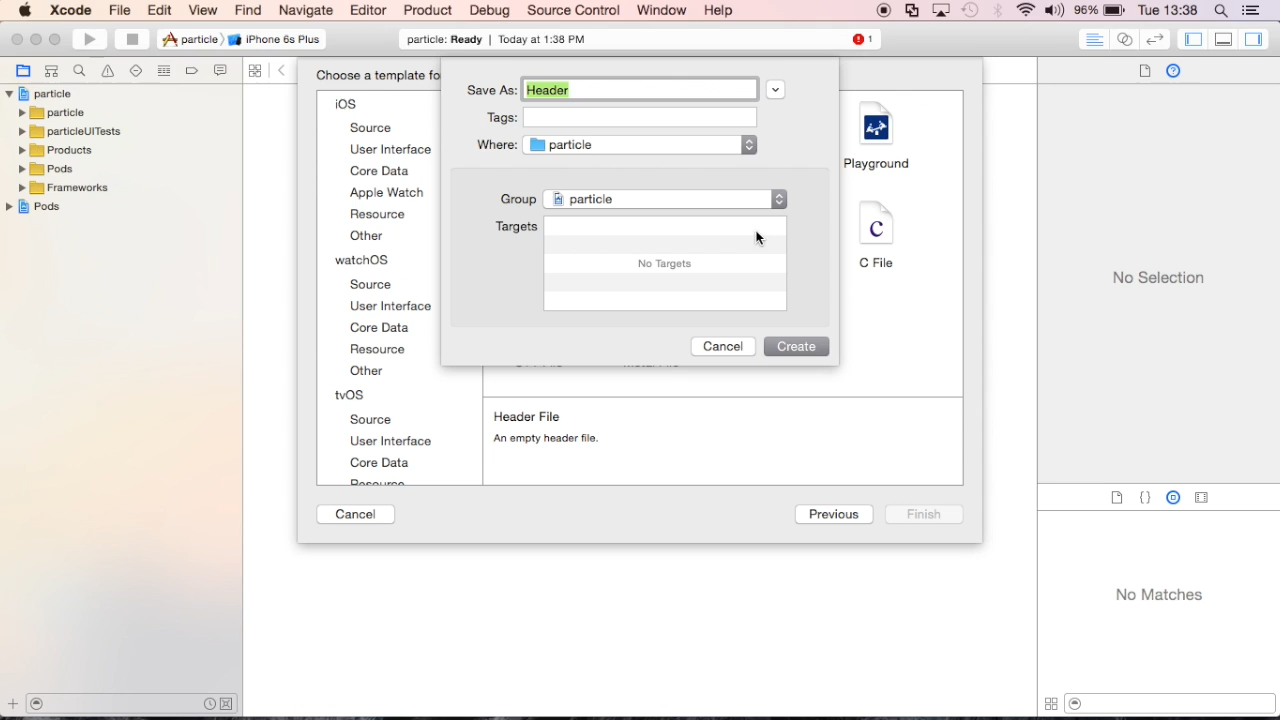 Xcode File Edit View Find Navigate Editor Product Debug Source Control Window Help 96% Tue 13:38
particle iPhone 6s Plus particle: Ready | Today at 1:38 PM 1
Choose a template fo
Save As: Header
Tags:
Where: particle
Group particle
Targets
No Targets
Cancel Create
particle
particle
particleUITests
Products
Pods
Frameworks
Pods
iOS
Source
User Interface
Core Data
Apple Watch
Resource
Other
watchOS
Source
User Interface
Core Data
Resource
Other
tvOS
Source
User Interface
Core Data
Playground
C
C File
Header File
An empty header file.
Cancel Previous Finish
No Selection
{}
No Matches